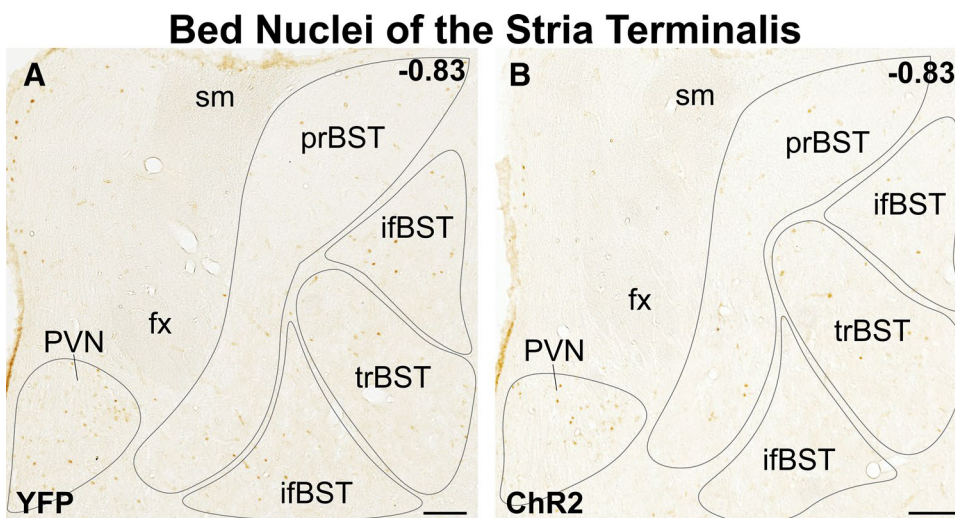 Bed Nuclei of the Stria Terminalis
A
-0.83
sm
prBST
ifBST
fx
PVN
trBST
ifBST
YFP
B
-0.83
sm
prBST
ifBST
fx
trBST
PVN
ifBST
ChR2